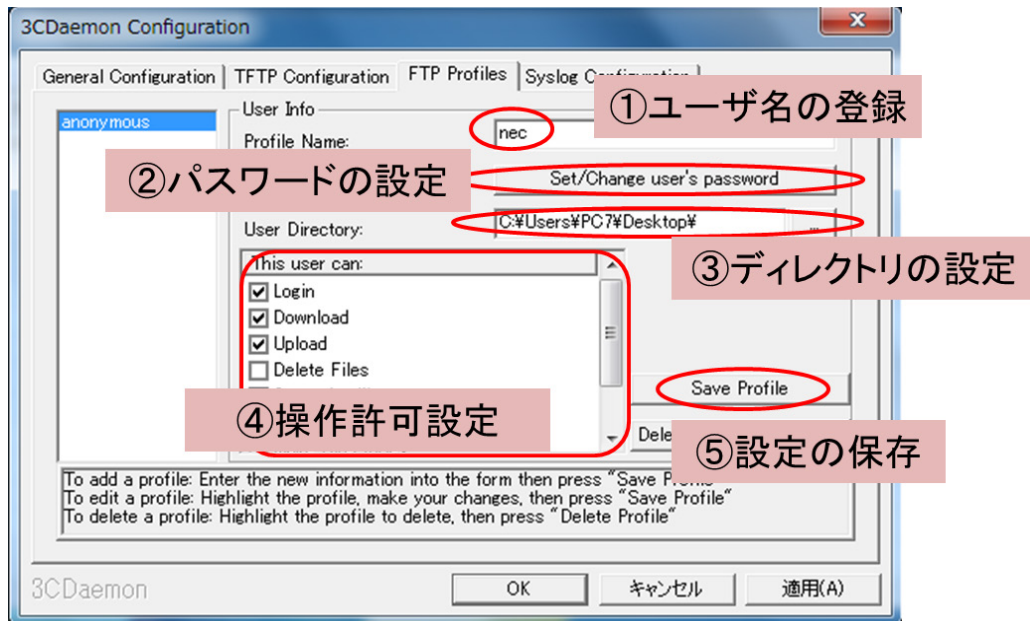 3CDaemon Configuration
General Configuration
TFTP Configuration
FTP Profiles
Syslog Configuration
①ユーザ名の登録
anonymous
User Info
Profile Name:
nec
②パスワードの設定
Set/Change user's password
User Directory:
C:¥Users¥PC7¥Desktop¥
...
③ディレクトリの設定
This user can:
Login
Download
Upload
Delete Files
④操作許可設定
Save Profile
Dele
⑤設定の保存
To add a profile: Enter the new information into the form then press "Save Profile"
To edit a profile: Highlight the profile, make your changes, then press "Save Profile"
To delete a profile: Highlight the profile to delete, then press "Delete Profile"
3CDaemon
OK
キャンセル
適用(A)